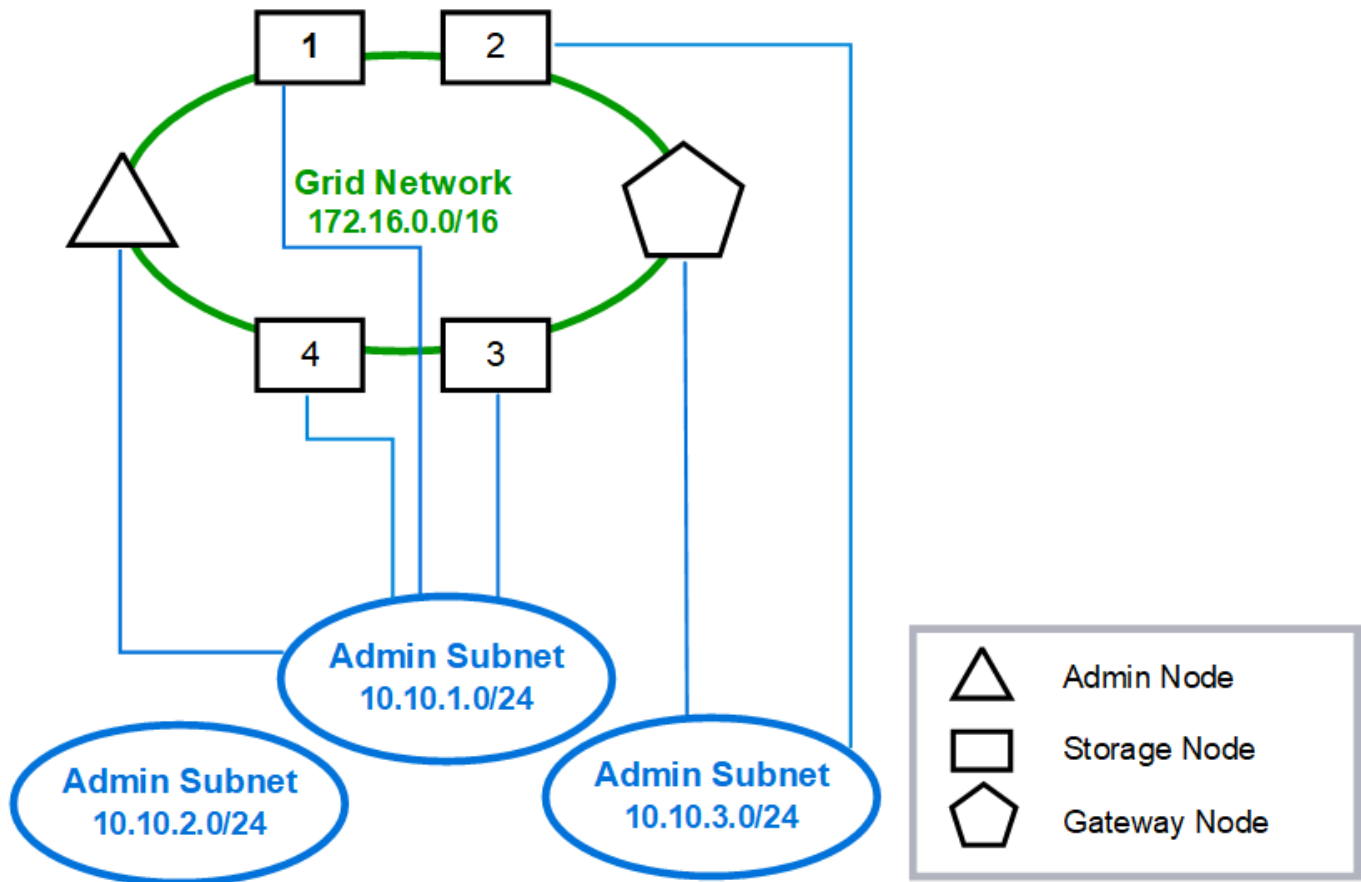 1
2
Grid Network
172.16.0.0/16
4
3
Admin Subnet
10.10.1.0/24
Admin Subnet
10.10.2.0/24
Admin Subnet
10.10.3.0/24
Admin Node
Storage Node
Gateway Node